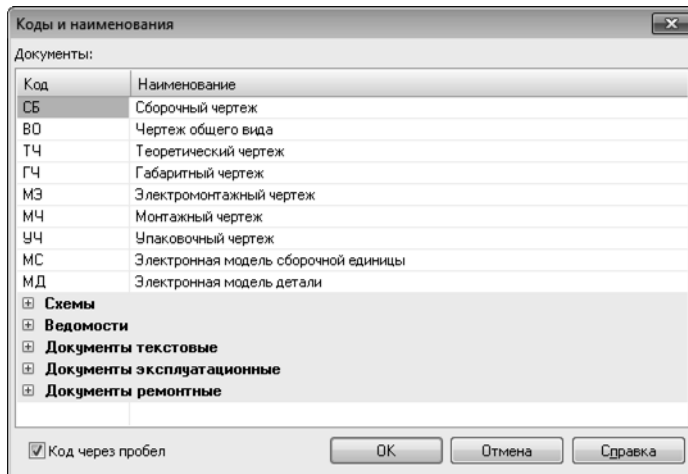 Коды и наименования
Документы:
Код Наименование
СБ Сборочный чертеж
ВО Чертеж общего вида
ТЧ Теоретический чертеж
ГЧ Габаритный чертеж
МЭ Электромонтажный чертеж
МЧ Монтажный чертеж
УЧ Упаковочный чертеж
МС Электронная модель сборочной единицы
МД Электронная модель детали
Схемы
Ведомости
Документы текстовые
Документы эксплуатационные
Документы ремонтные
Код через пробел ОК Отмена Справка